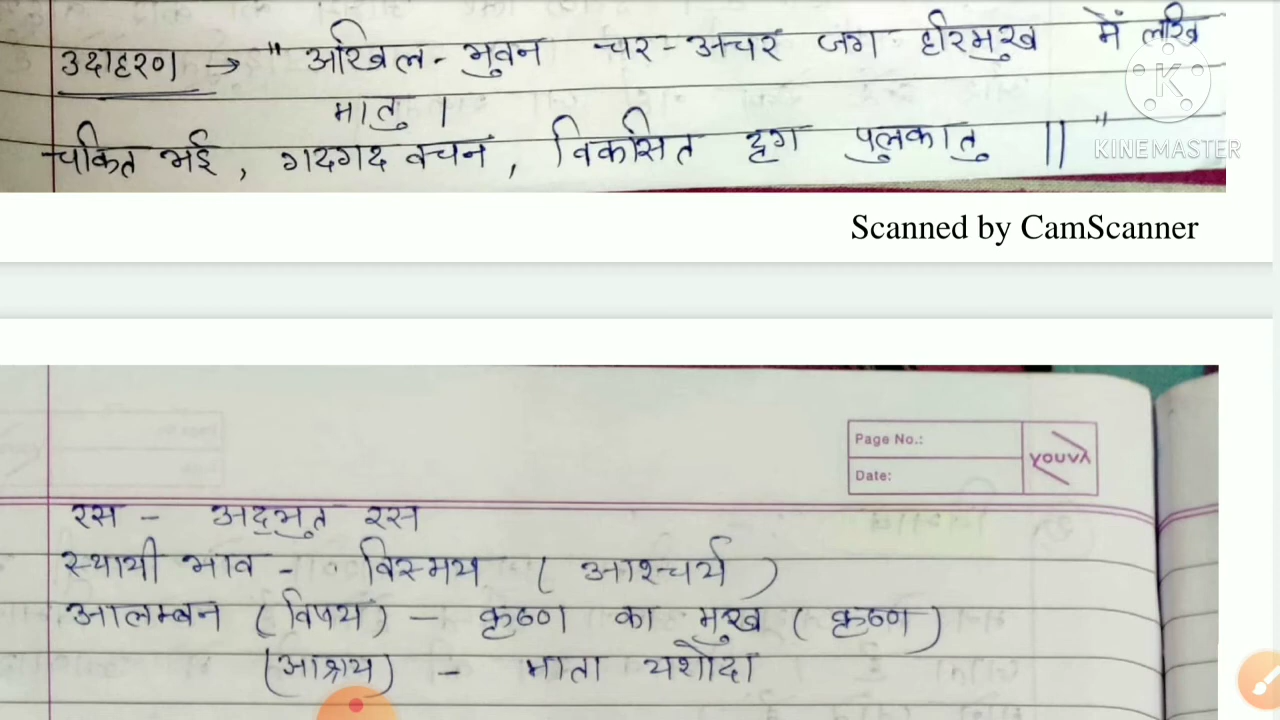 उदाहरण → " अखिल - भुवन चर - अचर जग हरिमुख में लखि
मातु ।
चकित भई , गदगद वचन , विकसित दृग पुलकातु ॥ "
KINEMASTER
Scanned by CamScanner
Page No.:
Date:
youva
रस - अद्भुत रस
स्थायी भाव - विस्मय ( आश्चर्य )
आलम्बन ( विषय ) - कृष्ण का मुख ( कृष्ण )
(आश्रय) - माता यशोदा